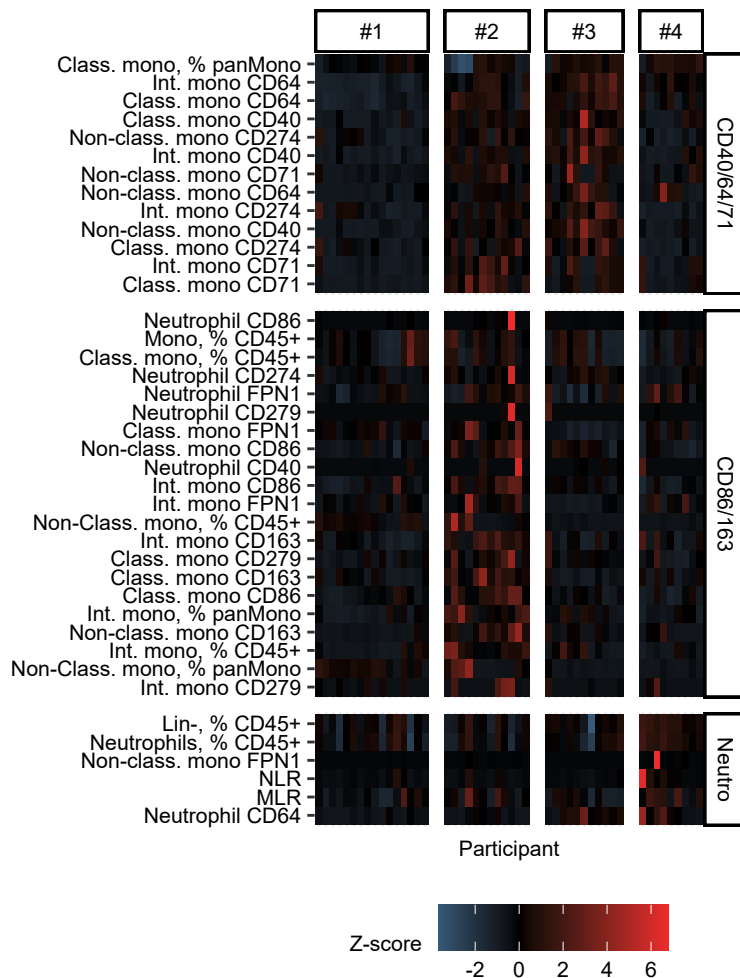 #1 #2 #3 #4
Class. mono, % panMono
Int. mono CD64
Class. mono CD64
Class. mono CD40
Non-class. mono CD274
Int. mono CD40
Non-class. mono CD71
Non-class. mono CD64
Int. mono CD274
Non-class. mono CD40
Class. mono CD274
Int. mono CD71
Class. mono CD71
CD40/64/71
Neutrophil CD86
Mono, % CD45+
Class. mono, % CD45+
Neutrophil CD274
Neutrophil FPN1
Neutrophil CD279
Class. mono FPN1
Non-class. mono CD86
Neutrophil CD40
Int. mono CD86
Int. mono FPN1
Non-Class. mono, % CD45+
Int. mono CD163
Class. mono CD279
Class. mono CD163
Class. mono CD86
Int. mono, % panMono
Non-class. mono CD163
Int. mono, % CD45+
Non-Class. mono, % panMono
Int. mono CD279
CD86/163
Lin-, % CD45+
Neutrophils, % CD45+
Non-class. mono FPN1
NLR
MLR
Neutrophil CD64
Neutro
Participant
Z-score
-2 0 2 4 6